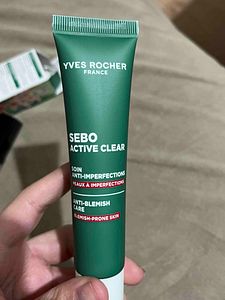 YVES ROCHER
FRANCE
SEBO
ACTIVE CLEAR
SOIN
ANTI-IMPERFECTIONS
PEAUX À IMPERFECTIONS
ANTI-BLEMISH
CARE
BLEMISH-PRONE SKIN